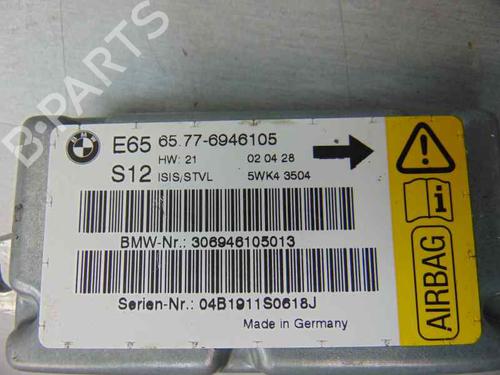 B-PARTS
BMW
E65 65.77-6946105
HW: 21 02 04 28
S12 ISIS/STVL 5WK4 3504
BMW-Nr.: 306946105013
Serien-Nr.: 04B1911S0618J
Made in Germany
AIRBAG